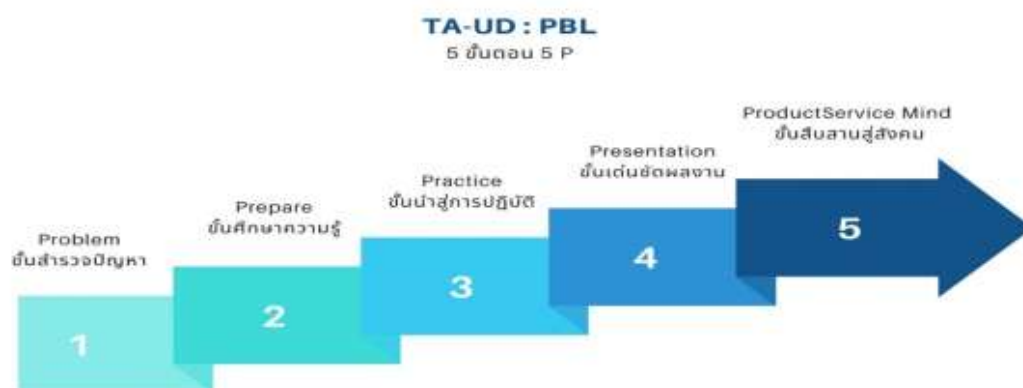 TA-UD : PBL
5 ขั้นตอน 5 P
Problem
ขั้นสำรวจปัญหา
1
Prepare
ขั้นศึกษาความรู้
2
Practice
ขั้นนำสู่การปฏิบัติ
3
Presentation
ขั้นเด่นชัดผลงาน
4
ProductService Mind
ขั้นสืบสานสู่สังคม
5